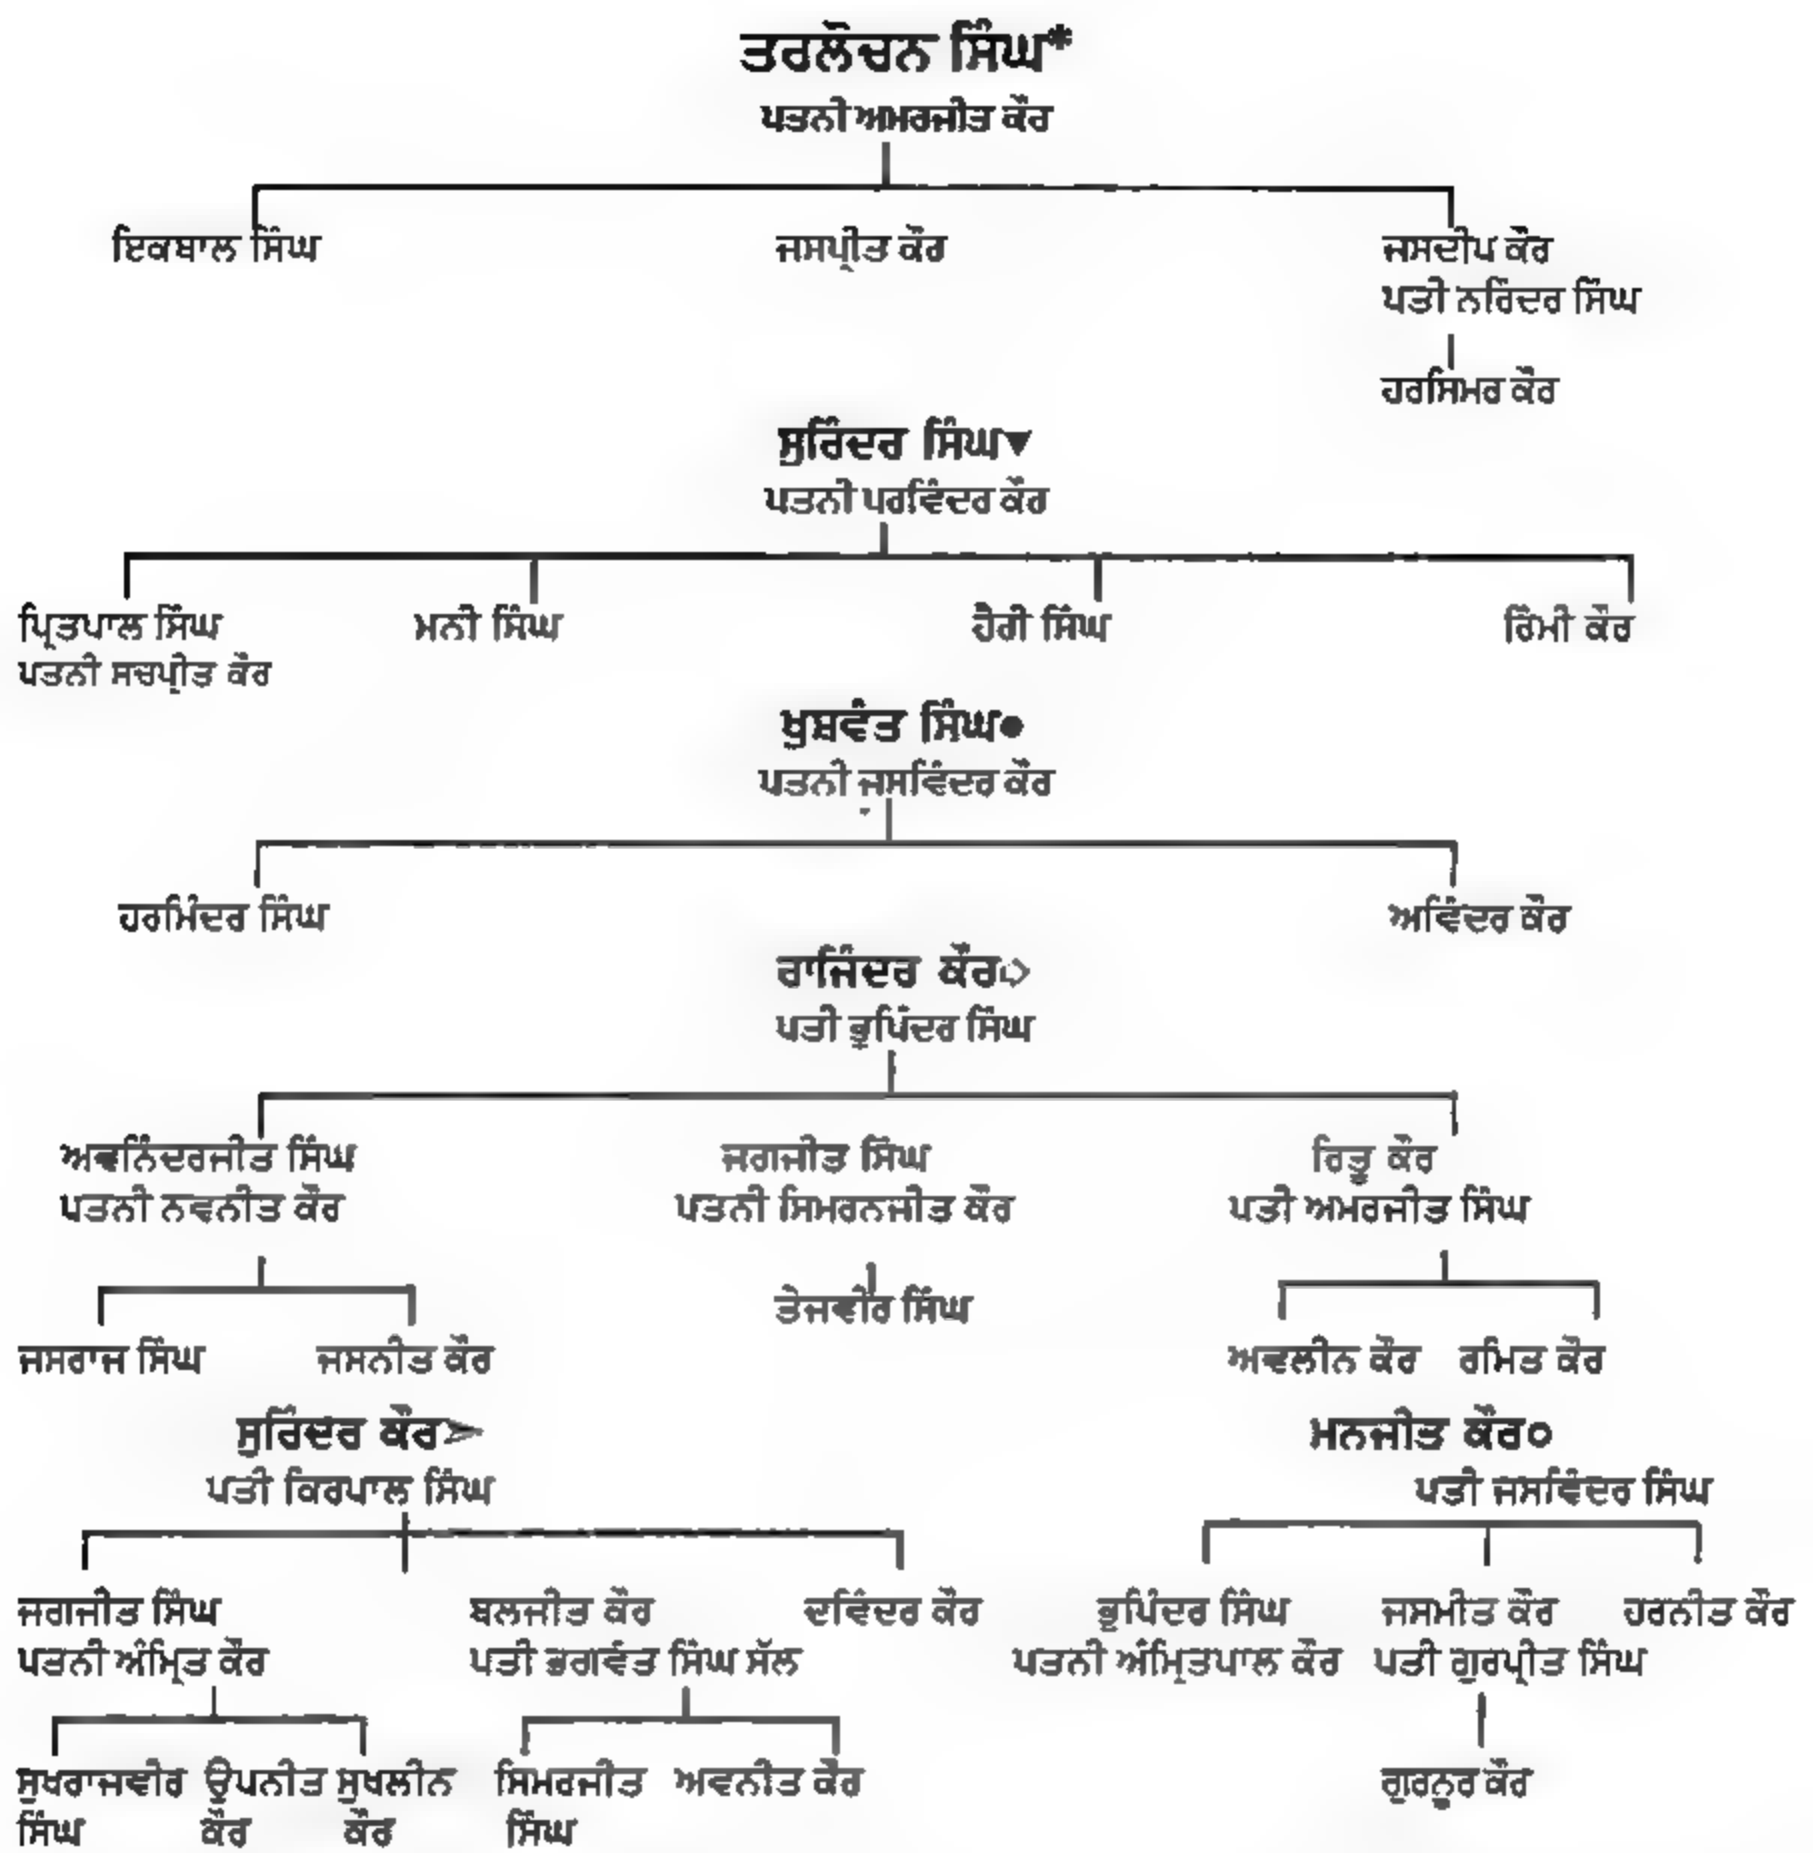 ਤਰਲੋਚਨ ਸਿੰਘ*
ਪਤਨੀ ਅਮਰਜੀਤ ਕੌਰ
ਇਕਬਾਲ ਸਿੰਘ ਜਸਪ੍ਰੀਤ ਕੌਰ ਜਸਦੀਪ ਕੌਰ
ਪਤੀ ਨਰਿੰਦਰ ਸਿੰਘ
ਹਰਸਿਮਰ ਕੌਰ
ਸੁਰਿੰਦਰ ਸਿੰਘ▼
ਪਤਨੀ ਪਰਵਿੰਦਰ ਕੌਰ
ਪ੍ਰਿਤਪਾਲ ਸਿੰਘ ਮਨੀ ਸਿੰਘ ਹੈਰੀ ਸਿੰਘ ਰਿੰਮੀ ਕੌਰ
ਪਤਨੀ ਸਚਪ੍ਰੀਤ ਕੌਰ
ਖੁਸ਼ਵੰਤ ਸਿੰਘ●
ਪਤਨੀ ਜਸਵਿੰਦਰ ਕੌਰ
ਹਰਮਿੰਦਰ ਸਿੰਘ ਅਵਿੰਦਰ ਕੌਰ
ਰਾਜਿੰਦਰ ਕੌਰ
ਪਤੀ ਭੁਪਿੰਦਰ ਸਿੰਘ
ਅਵਨਿੰਦਰਜੀਤ ਸਿੰਘ ਜਗਜੀਤ ਸਿੰਘ ਰਿਤੂ ਕੌਰ
ਪਤਨੀ ਨਵਨੀਤ ਕੌਰ ਪਤਨੀ ਸਿਮਰਨਜੀਤ ਕੌਰ ਪਤੀ ਅਮਰਜੀਤ ਸਿੰਘ
ਤੇਜਵੀਰ ਸਿੰਘ
ਜਸਰਾਜ ਸਿੰਘ ਜਸਨੀਤ ਕੌਰ ਅਵਲੀਨ ਕੌਰ ਰਮਿਤ ਕੌਰ
ਸੁਰਿੰਦਰ ਕੌਰ➢ ਮਨਜੀਤ ਕੌਰ○
ਪਤੀ ਕਿਰਪਾਲ ਸਿੰਘ ਪਤੀ ਜਸਵਿੰਦਰ ਸਿੰਘ
ਜਗਜੀਤ ਸਿੰਘ ਬਲਜੀਤ ਕੌਰ ਦਵਿੰਦਰ ਕੌਰ ਭੁਪਿੰਦਰ ਸਿੰਘ ਜਸਮੀਤ ਕੌਰ ਹਰਨੀਤ ਕੌਰ
ਪਤਨੀ ਅੰਮ੍ਰਿਤ ਕੌਰ ਪਤੀ ਭਗਵੰਤ ਸਿੰਘ ਸੱਲ ਪਤਨੀ ਅੰਮ੍ਰਿਤਪਾਲ ਕੌਰ ਪਤੀ ਗੁਰਪ੍ਰੀਤ ਸਿੰਘ
ਸੁਖਰਾਜਵੀਰ ਉਪਨੀਤ ਸੁਖਲੀਨ ਸਿਮਰਜੀਤ ਅਵਨੀਤ ਕੌਰ ਗੁਰਨੂਰ ਕੌਰ
ਸਿੰਘ ਕੌਰ ਕੌਰ ਸਿੰਘ